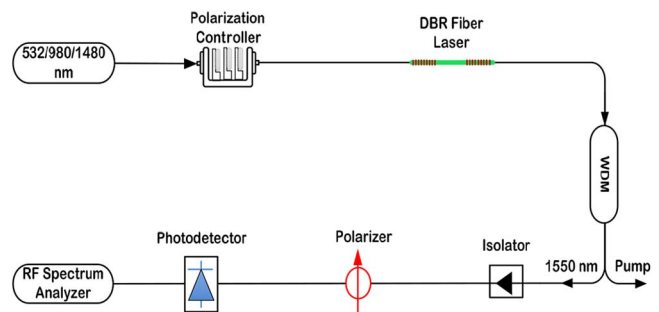 Polarization
Controller
532/980/1480
nm
DBR Fiber
Laser
WDM
Photodetector
Polarizer
Isolator
1550 nm
Pump
RF Spectrum
Analyzer